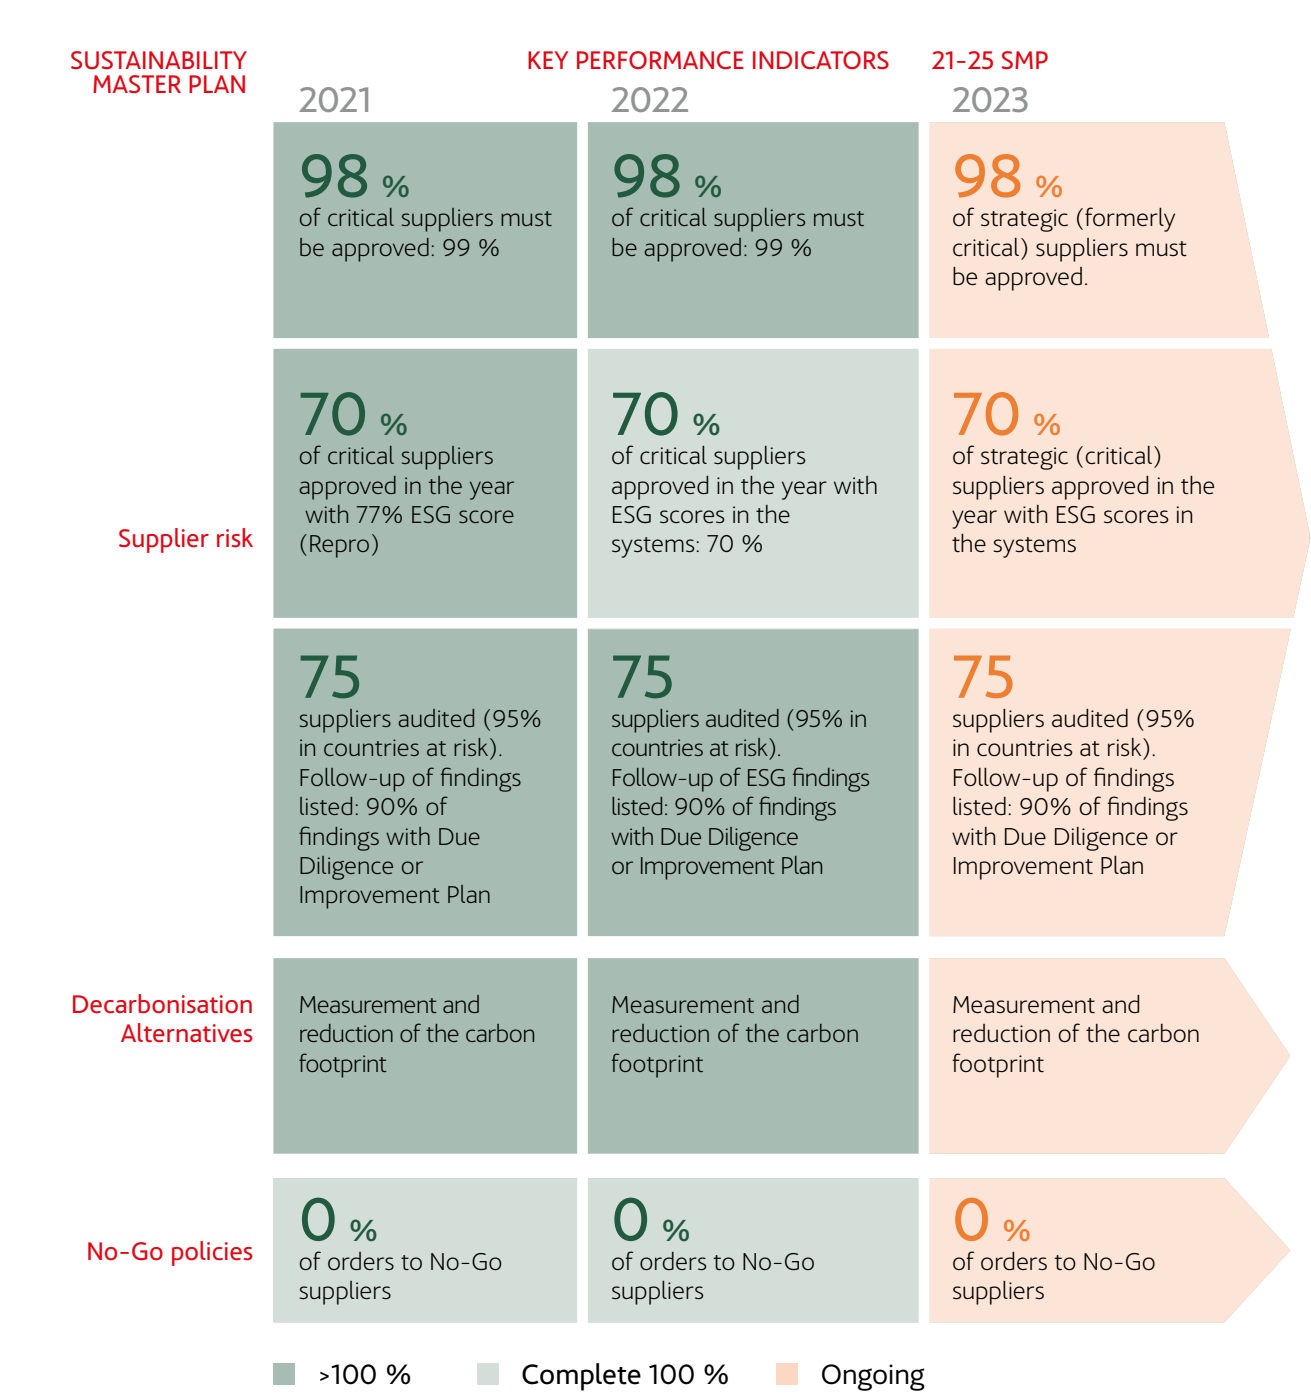 SUSTAINABILITY
MASTER PLAN
KEY PERFORMANCE INDICATORS
21-25 SMP
2021
2022
2023
98 %
of critical suppliers must
be approved: 99 %
98 %
of critical suppliers must
be approved: 99 %
98 %
of strategic (formerly
critical) suppliers must
be approved.
Supplier risk
70 %
of critical suppliers
approved in the year
with 77% ESG score
(Repro)
70 %
of critical suppliers
approved in the year with
ESG scores in the
systems: 70 %
70 %
of strategic (critical)
suppliers approved in the
year with ESG scores in
the systems
75
suppliers audited (95%
in countries at risk).
Follow-up of findings
listed: 90% of
findings with Due
Diligence or
Improvement Plan
75
suppliers audited (95% in
countries at risk).
Follow-up of ESG findings
listed: 90% of findings
with Due Diligence
or Improvement Plan
75
suppliers audited (95%
in countries at risk).
Follow-up of findings
listed: 90% of findings
with Due Diligence or
Improvement Plan
Decarbonisation
Alternatives
Measurement and
reduction of the carbon
footprint
Measurement and
reduction of the carbon
footprint
Measurement and
reduction of the carbon
footprint
No-Go policies
0 %
of orders to No-Go
suppliers
0 %
of orders to No-Go
suppliers
0 %
of orders to No-Go
suppliers
>100 %
Complete 100 %
Ongoing